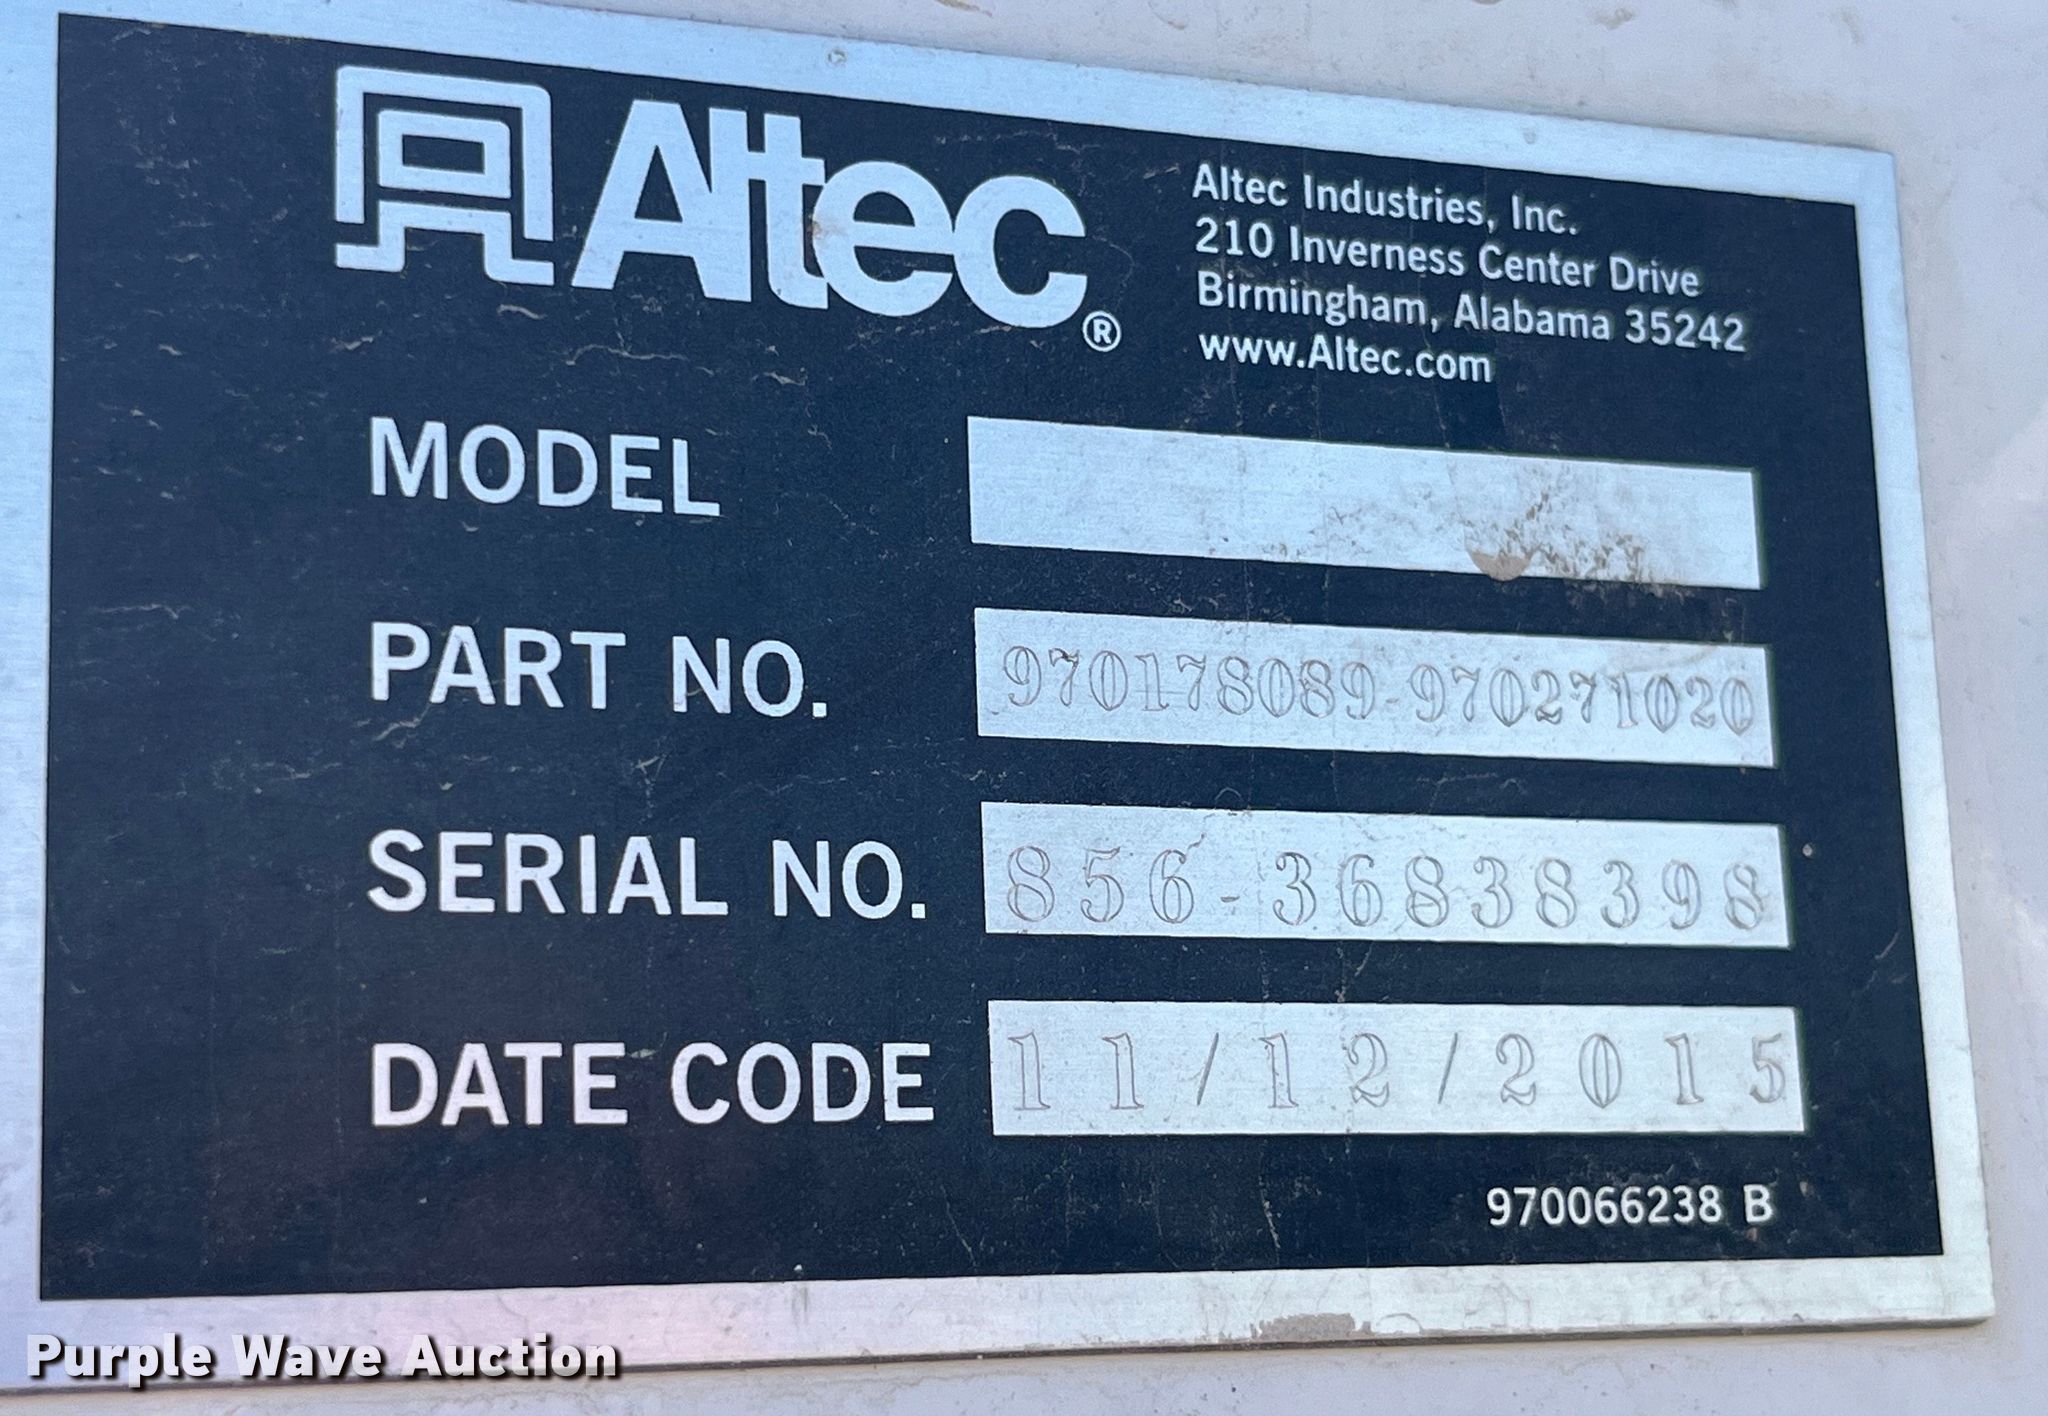 Altec®
Altec Industries, Inc.
210 Inverness Center Drive
Birmingham, Alabama 35242
www.Altec.com
MODEL
PART NO. 970178089-970271020
SERIAL NO. 856-36838398
DATE CODE 11/12/2015
970066238 B
Purple Wave Auction